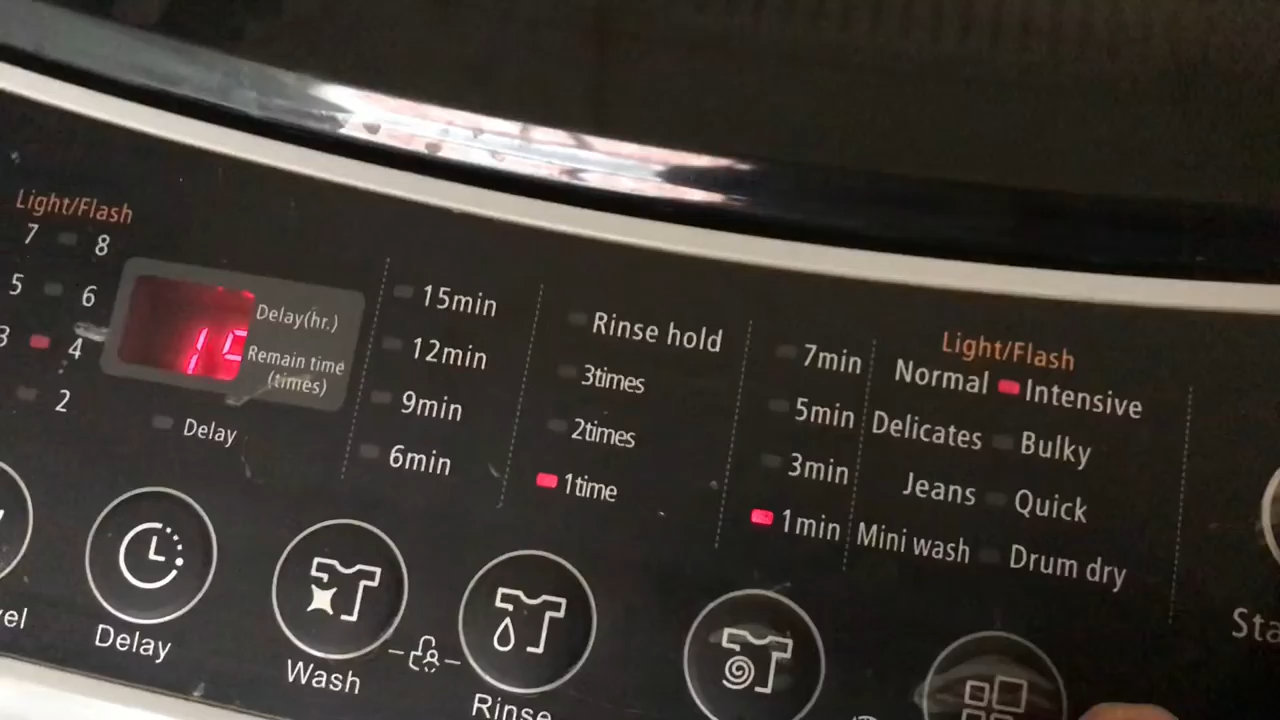 Light/Flash
7 8
5 6
3 4
2
Delay(hr.)
Remain time
(times)
Delay
15min
12min
9min
6min
Rinse hold
3times
2times
1time
7min
5min
3min
1min
Light/Flash
Normal Intensive
Delicates Bulky
Jeans Quick
Mini wash Drum dry
Delay
Wash
Rinse